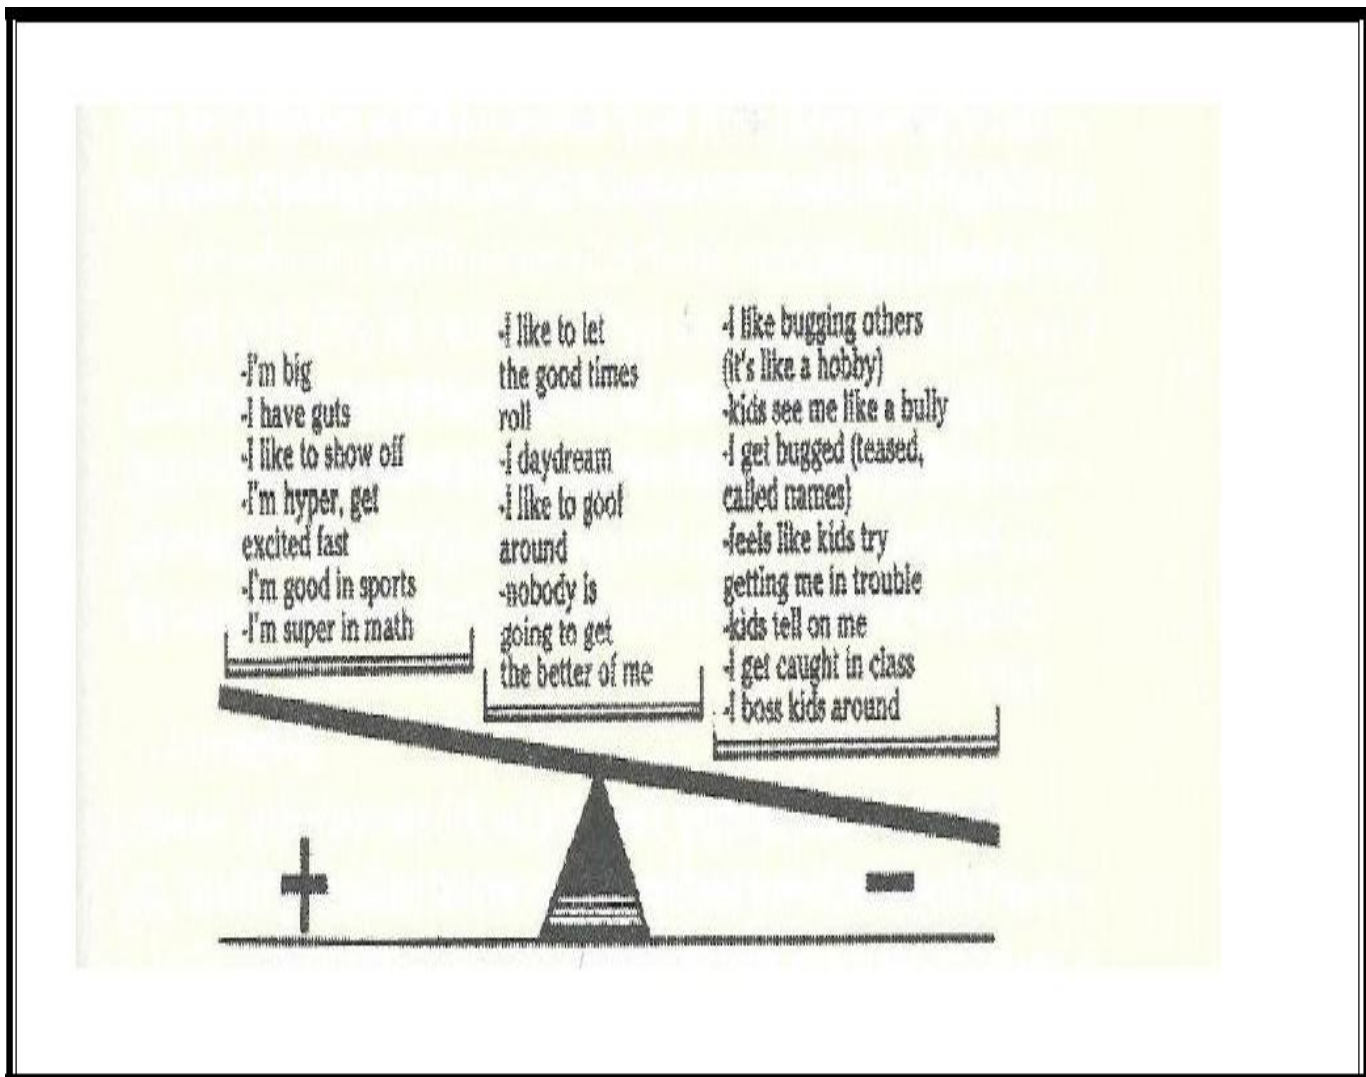 -I'm big
-I have guts
-I like to show off
-I'm hyper, get
excited fast
-I'm good in sports
-I'm super in math
-I like to let
the good times
roll
-I daydream
-I like to goof
around
-nobody is
going to get
the better of me
-I like bugging others
(it's like a hobby)
-kids see me like a bully
-I get bugged (teased,
called names)
-feels like kids try
getting me in trouble
-kids tell on me
-I get caught in class
-I boss kids around
+
-